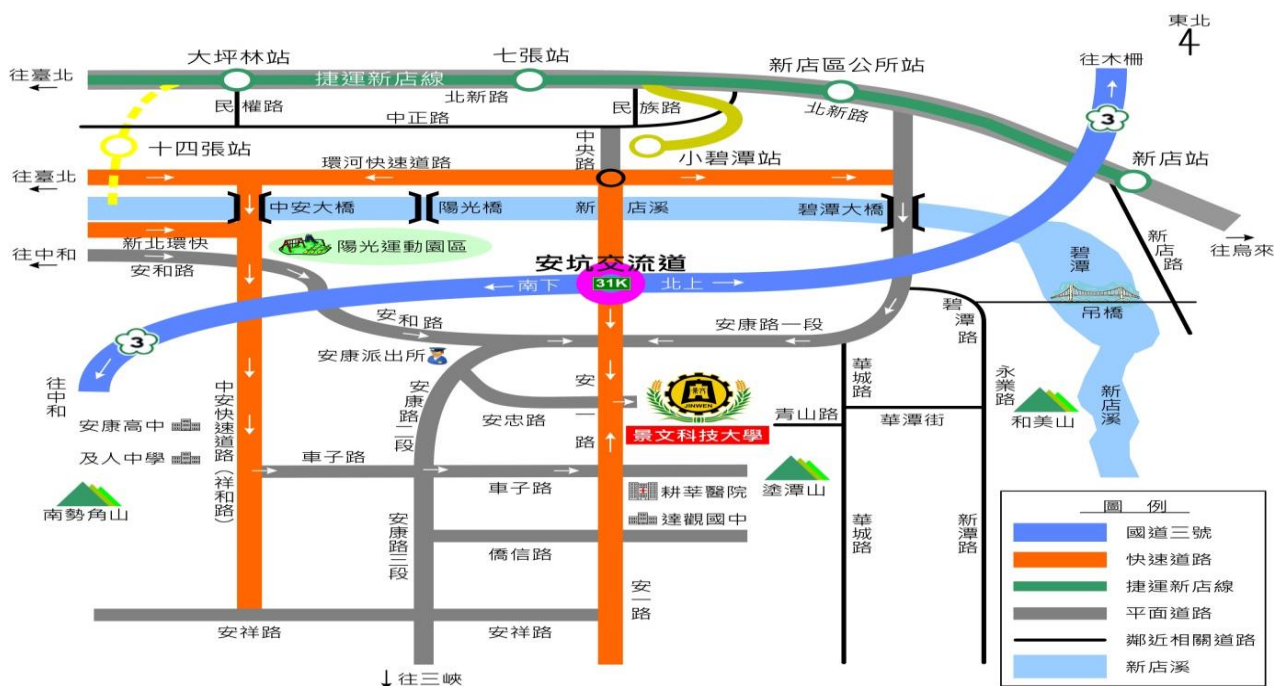 東北
4
往木柵
大坪林站
七張站
新店區公所站
往臺北
捷運新店線
北新路
北新路
民權路
民族路
3
中正路
十四張站
中央路
小碧潭站
新店站
環河快速道路
往臺北
中安大橋
陽光橋
新店溪
碧潭大橋
新北環快
陽光運動園區
往烏來
往中和
安和路
安坑交流道
碧潭
新店路
南下
31K
北上
吊橋
3
安和路
安康路一段
碧潭路
安康派出所
往中和
安康路二段
安一路
華城路
永業路
JINWEN
新店溪
中安快速道路(祥和路)
安康高中
安忠路
青山路
華潭街
和美山
景文科技大學
及人中學
車子路
車子路
耕莘醫院
塗潭山
南勢角山
達觀國中
安康路三段
僑信路
華城路
新潭路
安一路
安祥路
安祥路
往三峽
圖 例
國道三號
快速道路
捷運新店線
平面道路
鄰近相關道路
新店溪